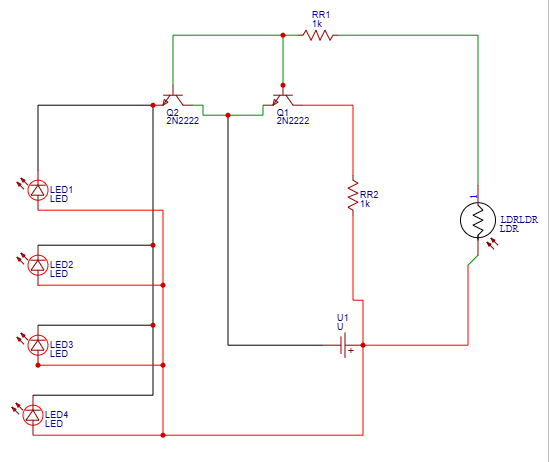 RR1
1k
Q2
2N2222
Q1
2N2222
LED1
LED
RR2
1k
1
LDRLDR
LDR
LED2
LED
U1
U
+
LED3
LED
LED4
LED